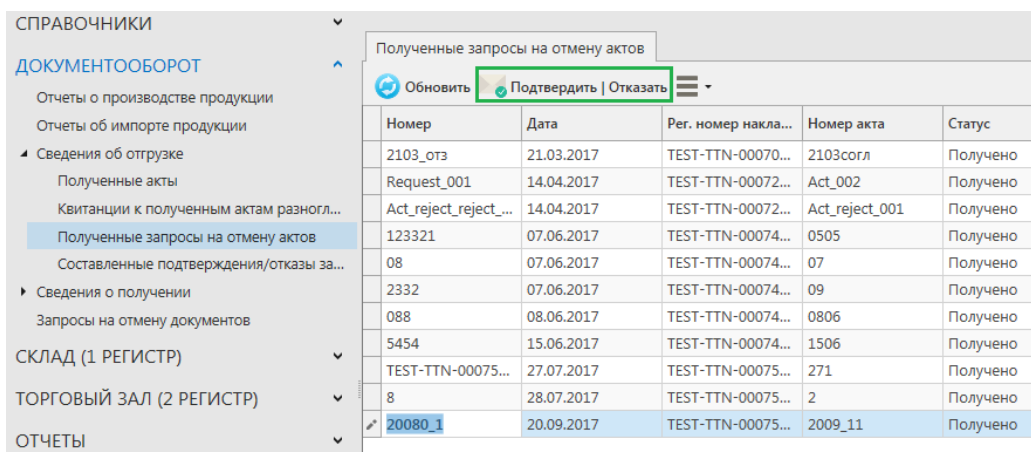 СПРАВОЧНИКИ
ДОКУМЕНТООБОРОТ
Отчеты о производстве продукции
Отчеты об импорте продукции
Сведения об отгрузке
Полученные акты
Квитанции к полученным актам разногл...
Полученные запросы на отмену актов
Составленные подтверждения/отказы за...
Сведения о получении
Запросы на отмену документов
СКЛАД (1 РЕГИСТР)
ТОРГОВЫЙ ЗАЛ (2 РЕГИСТР)
ОТЧЕТЫ
Полученные запросы на отмену актов
Обновить Подтвердить | Отказать
Номер Дата Рег. номер накла... Номер акта Статус
2103_отз 21.03.2017 TEST-TTN-00070... 2103согл Получено
Request_001 14.04.2017 TEST-TTN-00072... Act_002 Получено
Act_reject_reject_... 14.04.2017 TEST-TTN-00072... Act_reject_001 Получено
123321 07.06.2017 TEST-TTN-00074... 0505 Получено
08 07.06.2017 TEST-TTN-00074... 07 Получено
2332 07.06.2017 TEST-TTN-00074... 09 Получено
088 08.06.2017 TEST-TTN-00074... 0806 Получено
5454 15.06.2017 TEST-TTN-00074... 1506 Получено
TEST-TTN-00075... 27.07.2017 TEST-TTN-00075... 271 Получено
8 28.07.2017 TEST-TTN-00075... 2 Получено
20080_1 20.09.2017 TEST-TTN-00075... 2009_11 Получено